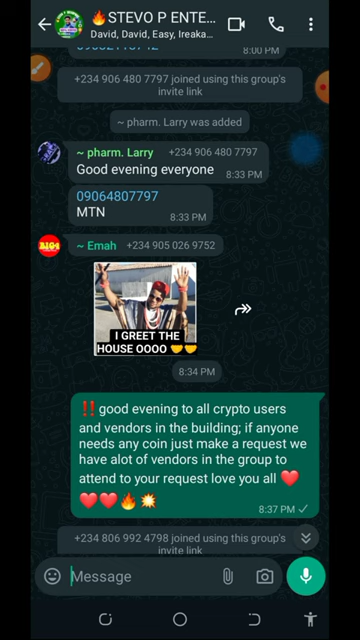 🔥STEVO P ENTE...
David, David, Easy, Ireaka...
8:00 PM
+234 906 480 7797 joined using this group's
invite link
~ pharm. Larry was added
~ pharm. Larry +234 906 480 7797
Good evening everyone 8:33 PM
09064807797
MTN 8:33 PM
~ Emah +234 905 026 9752
I GREET THE
HOUSE OOOO 🤝🤝
8:34 PM
‼️good evening to all crypto users
and vendors in the building; if anyone
needs any coin just make a request we
have alot of vendors in the group to
attend to your request love you all ❤️
❤️❤️🔥💥
8:37 PM
+234 806 992 4798 joined using this group's
invite link
Message